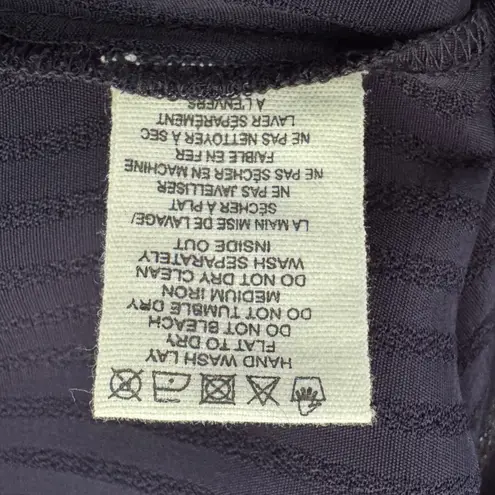 HAND WASH LAY
FLAT TO DRY
DO NOT BLEACH
DO NOT TUMBLE DRY
MEDIUM IRON
DO NOT DRY CLEAN
WASH SEPARATELY
INSIDE OUT
LA MAIN MISE DE LAVAGE/
SÉCHER À PLAT
NE PAS JAVELLISER
NE PAS SÉCHER EN MACHINE
FAIBLE EN FER
NE PAS NETTOYER À SEC
LAVER SÉPARÉMENT
À L'ENVERS